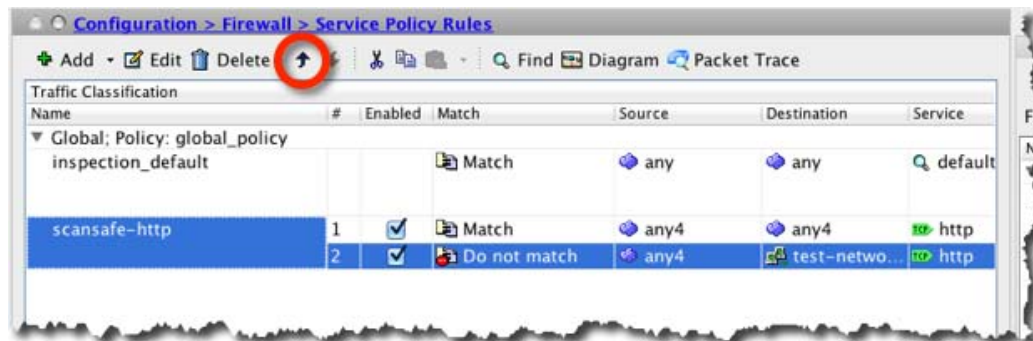 Configuration > Firewall > Service Policy Rules
Add Edit Delete Find Diagram Packet Trace
Traffic Classification
Name # Enabled Match Source Destination Service
Global; Policy: global_policy
inspection_default Match any any default
scansafe-http 1 Match any4 any4 http
2 Do not match any4 test-netwo... http